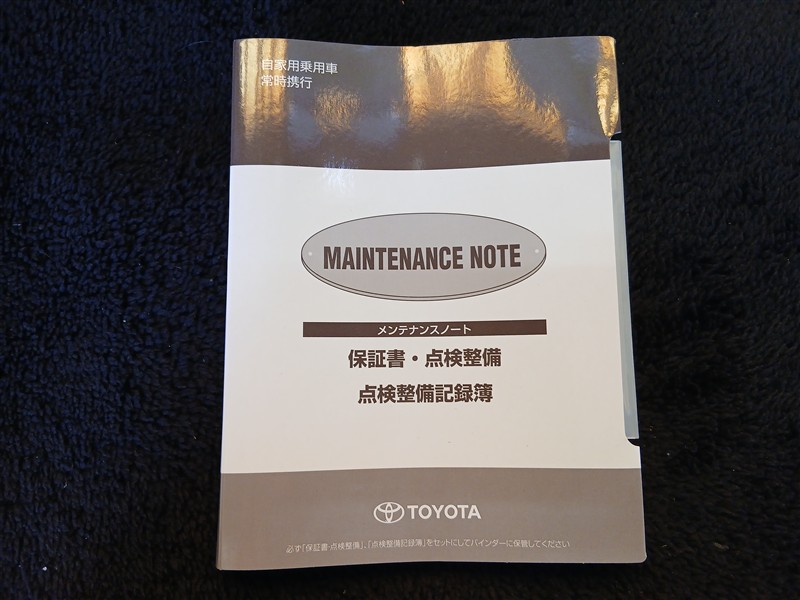 自家用乗用車
常時携行
MAINTENANCE NOTE
メンテナンスノート
保証書・点検整備
点検整備記録簿
TOYOTA
必ず「保証書・点検整備」、「点検整備記録簿」をセットにしてバインダーに保管してください